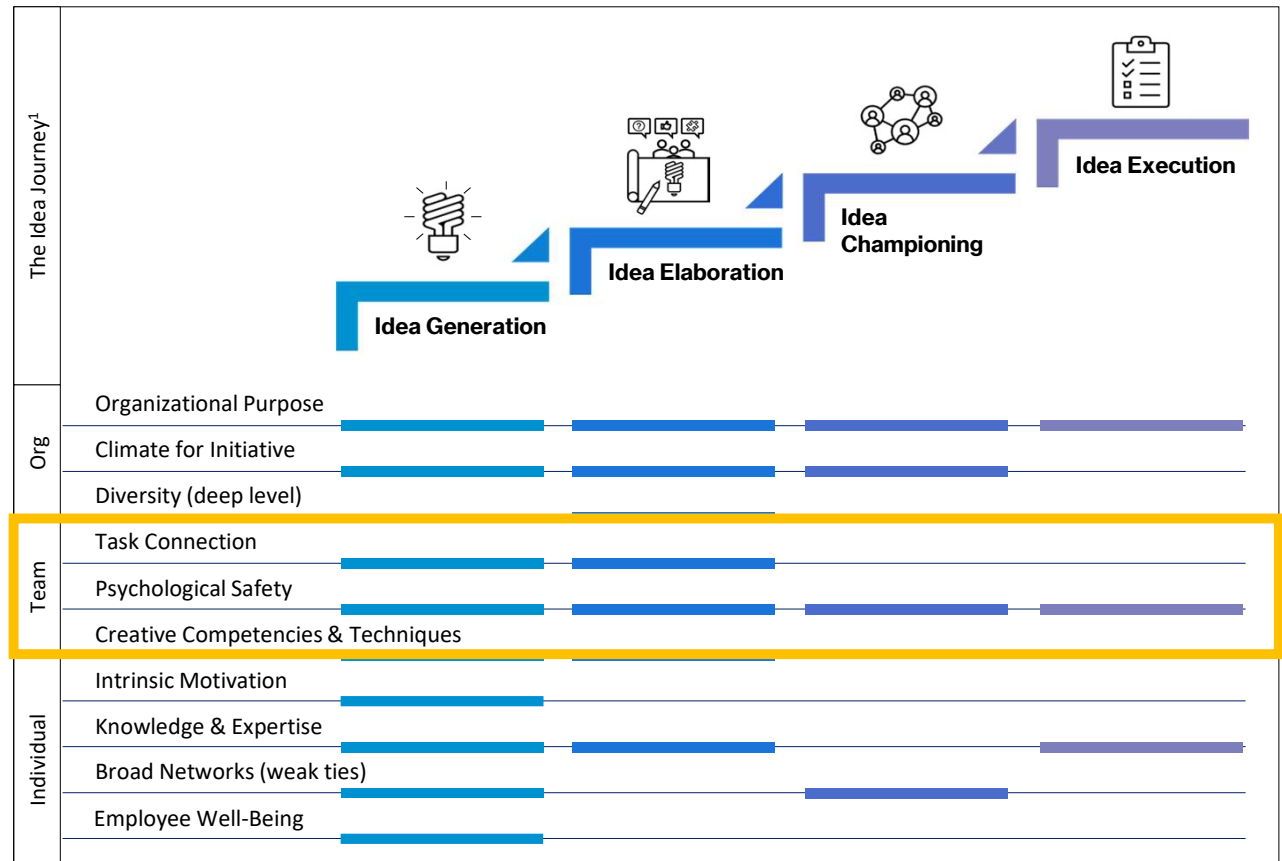 The Idea Journey1
Idea Execution
Idea
Championing
Idea Elaboration
Idea Generation
Org
Organizational Purpose
Climate for Initiative
Diversity (deep level)
Team
Task Connection
Psychological Safety
Creative Competencies & Techniques
Individual
Intrinsic Motivation
Knowledge & Expertise
Broad Networks (weak ties)
Employee Well-Being